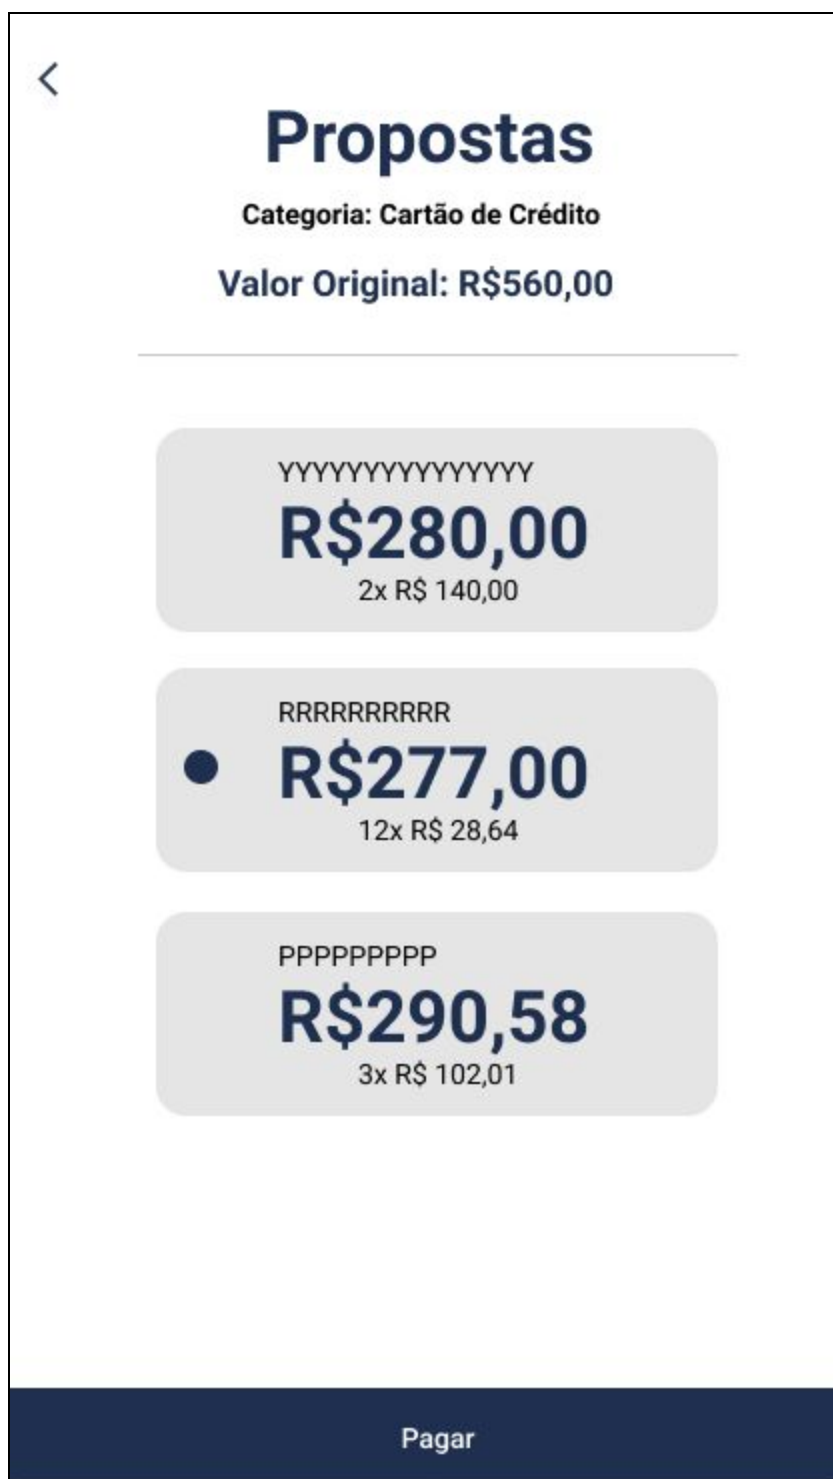 Propostas
Categoria: Cartão de Crédito
Valor Original: R$560,00
YYYYYYYYYYYYYYY
R$280,00
2x R$ 140,00
RRRRRRRRRR
R$277,00
12x R$ 28,64
PPPPPPPPP
R$290,58
3x R$ 102,01
Pagar